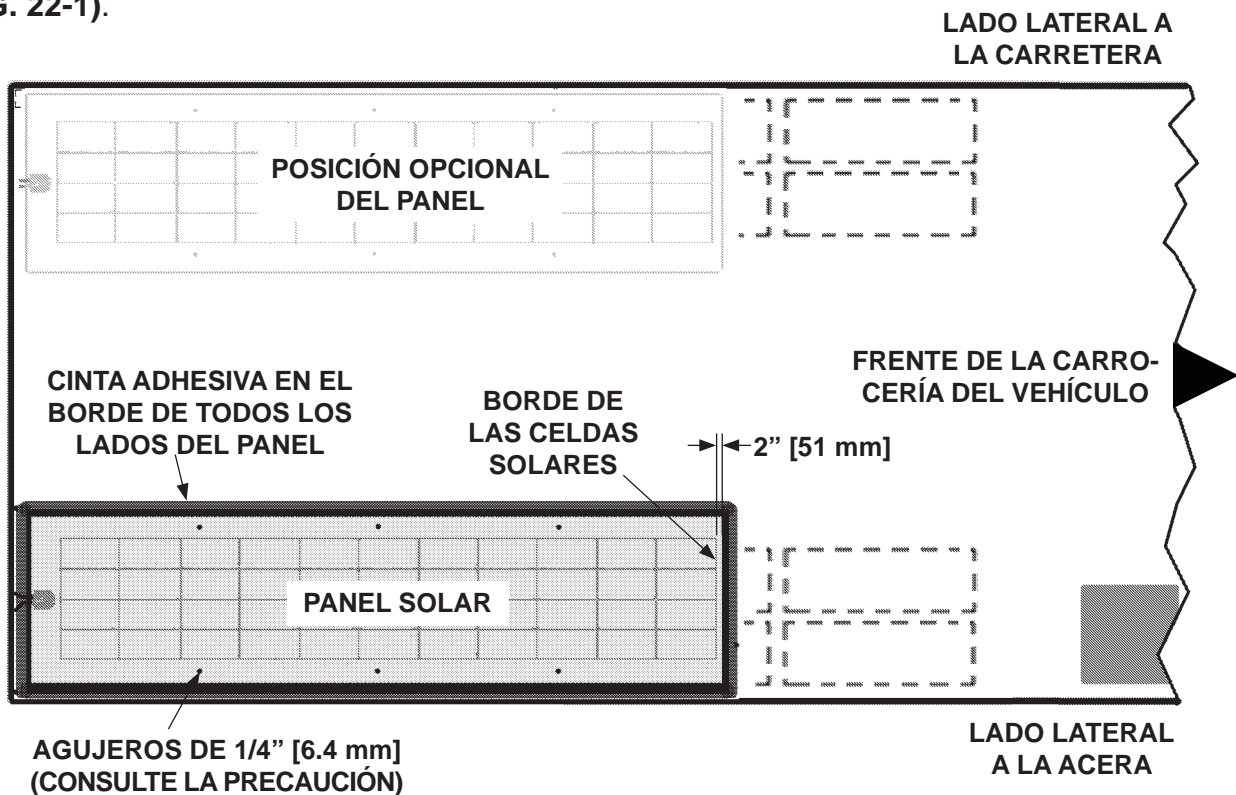 G. 22-1).
LADO LATERAL A
LA CARRETERA
POSICIÓN OPCIONAL
DEL PANEL
FRENTE DE LA CARRO-
CERÍA DEL VEHÍCULO
CINTA ADHESIVA EN EL
BORDE DE TODOS LOS
LADOS DEL PANEL
BORDE DE
LAS CELDAS
SOLARES
2” [51 mm]
PANEL SOLAR
AGUJEROS DE 1/4” [6.4 mm]
(CONSULTE LA PRECAUCIÓN)
LADO LATERAL
A LA ACERA